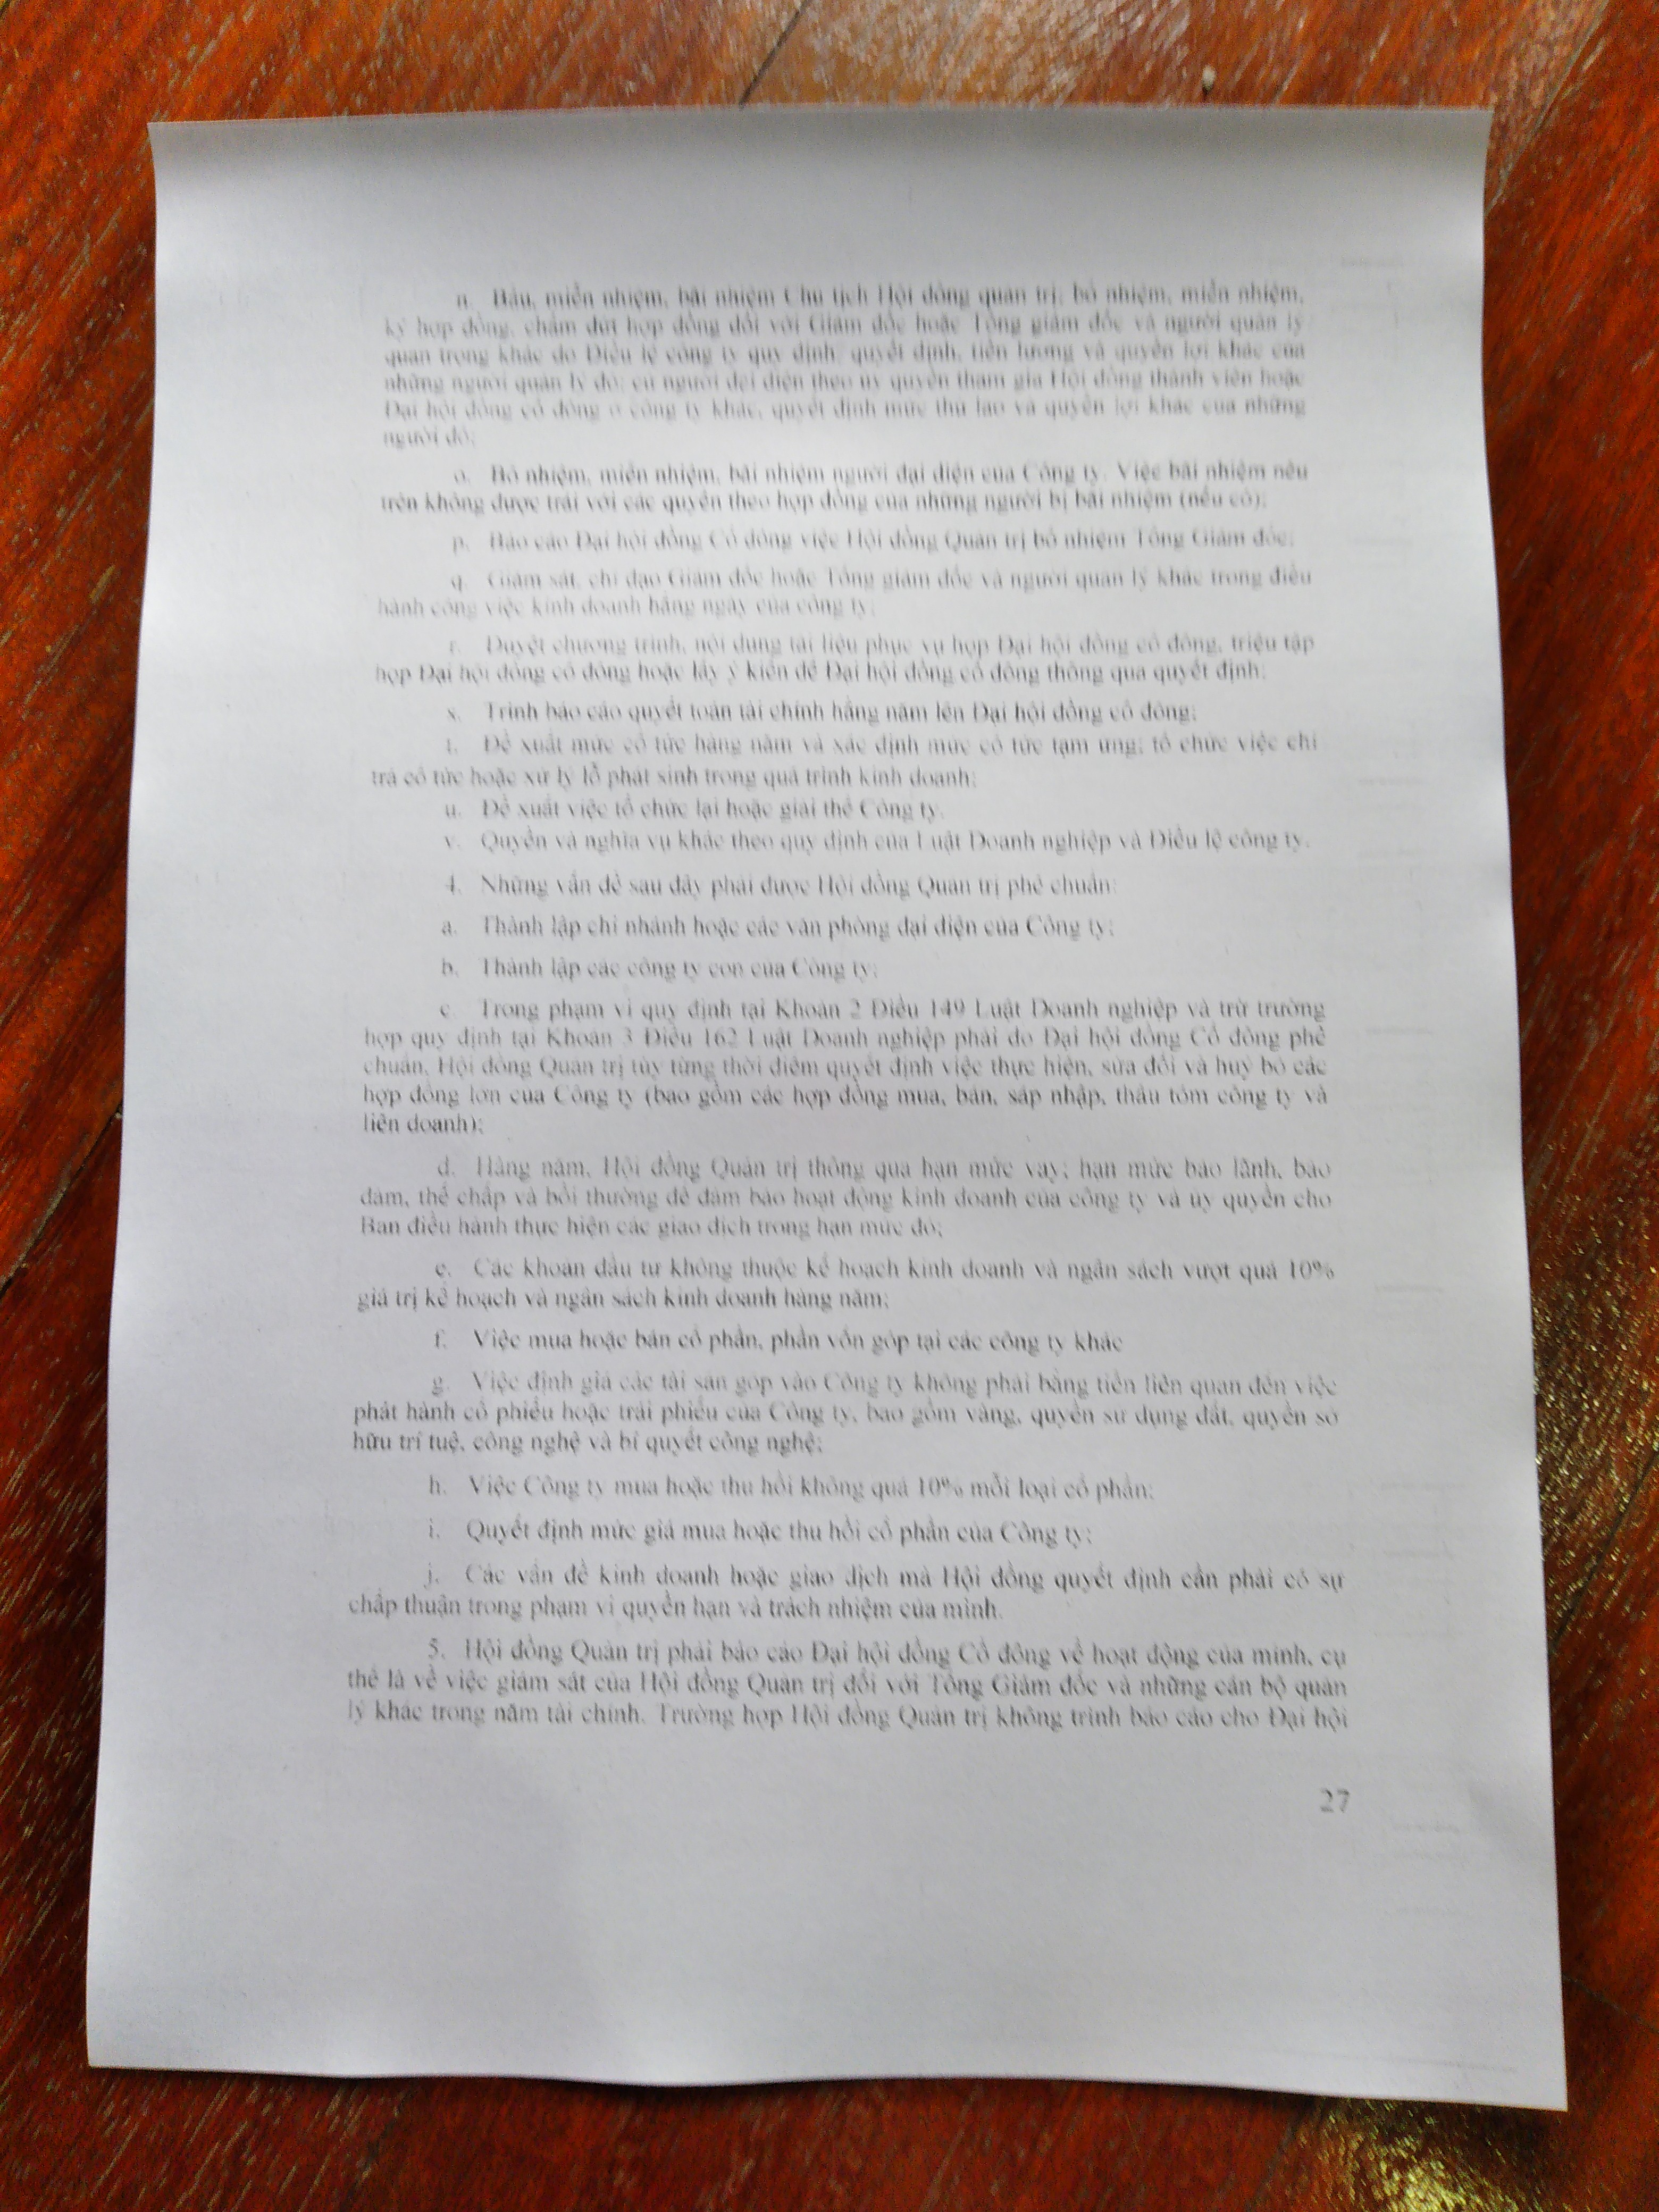 n. Bầu, miễn nhiệm, bãi nhiệm Chủ tịch Hội đồng quản trị; bổ nhiệm, miễn nhiệm,
ký hợp đồng, chấm dứt hợp đồng đối với Giám đốc hoặc Tổng giám đốc và người quản lý
quan trọng khác do Điều lệ công ty quy định; quyết định, tiền lương và quyền lợi khác của
những người quản lý đó; cử người đại diện theo ủy quyền tham gia Hội đồng thành viên hoặc
Đại hội đồng cổ đông ở công ty khác, quyết định mức thù lao và quyền lợi khác của những
người đó;
o. Bổ nhiệm, miễn nhiệm, bãi nhiệm người đại diện của Công ty. Việc bãi nhiệm nêu
trên không được trái với các quyền theo hợp đồng của những người bị bãi nhiệm (nếu có);
p. Báo cáo Đại hội đồng Cổ đông việc Hội đồng Quản trị bổ nhiệm Tổng Giám đốc;
q. Giám sát, chỉ đạo Giám đốc hoặc Tổng giám đốc và người quản lý khác trong điều
hành công việc kinh doanh hằng ngày của công ty;
r. Duyệt chương trình, nội dung tài liệu phục vụ họp Đại hội đồng cổ đông, triệu tập
họp Đại hội đồng cổ đông hoặc lấy ý kiến để Đại hội đồng cổ đông thông qua quyết định;
s. Trình báo cáo quyết toán tài chính hằng năm lên Đại hội đồng cổ đông;
t. Đề xuất mức cổ tức hàng năm và xác định mức cổ tức tạm ứng; tổ chức việc chi
trả cổ tức hoặc xử lý lỗ phát sinh trong quá trình kinh doanh;
u. Đề xuất việc tổ chức lại hoặc giải thể Công ty.
v. Quyền và nghĩa vụ khác theo quy định của Luật Doanh nghiệp và Điều lệ công ty.
4. Những vấn đề sau đây phải được Hội đồng Quản trị phê chuẩn:
a. Thành lập chi nhánh hoặc các văn phòng đại diện của Công ty;
b. Thành lập các công ty con của Công ty;
c. Trong phạm vi quy định tại Khoản 2 Điều 149 Luật Doanh nghiệp và trừ trường
hợp quy định tại Khoản 3 Điều 162 Luật Doanh nghiệp phải do Đại hội đồng Cổ đông phê
chuẩn, Hội đồng Quản trị tùy từng thời điểm quyết định việc thực hiện, sửa đổi và huỷ bỏ các
hợp đồng lớn của Công ty (bao gồm các hợp đồng mua, bán, sáp nhập, thâu tóm công ty và
liên doanh);
d. Hàng năm, Hội đồng Quản trị thông qua hạn mức vay; hạn mức bảo lãnh, bảo
đảm, thế chấp và bồi thường để đảm bảo hoạt động kinh doanh của công ty và ủy quyền cho
Ban điều hành thực hiện các giao dịch trong hạn mức đó;
e. Các khoản đầu tư không thuộc kế hoạch kinh doanh và ngân sách vượt quá 10%
giá trị kế hoạch và ngân sách kinh doanh hàng năm;
f. Việc mua hoặc bán cổ phần, phần vốn góp tại các công ty khác
g. Việc định giá các tài sản góp vào Công ty không phải bằng tiền liên quan đến việc
phát hành cổ phiếu hoặc trái phiếu của Công ty, bao gồm vàng, quyền sử dụng đất, quyền sở
hữu trí tuệ, công nghệ và bí quyết công nghệ;
h. Việc Công ty mua hoặc thu hồi không quá 10% mỗi loại cổ phần;
i. Quyết định mức giá mua hoặc thu hồi cổ phần của Công ty;
j. Các vấn đề kinh doanh hoặc giao dịch mà Hội đồng quyết định cần phải có sự
chấp thuận trong phạm vi quyền hạn và trách nhiệm của mình.
5. Hội đồng Quản trị phải báo cáo Đại hội đồng Cổ đông về hoạt động của mình, cụ
thể là về việc giám sát của Hội đồng Quản trị đối với Tổng Giám đốc và những cán bộ quản
lý khác trong năm tài chính. Trường hợp Hội đồng Quản trị không trình báo cáo cho Đại hội
27